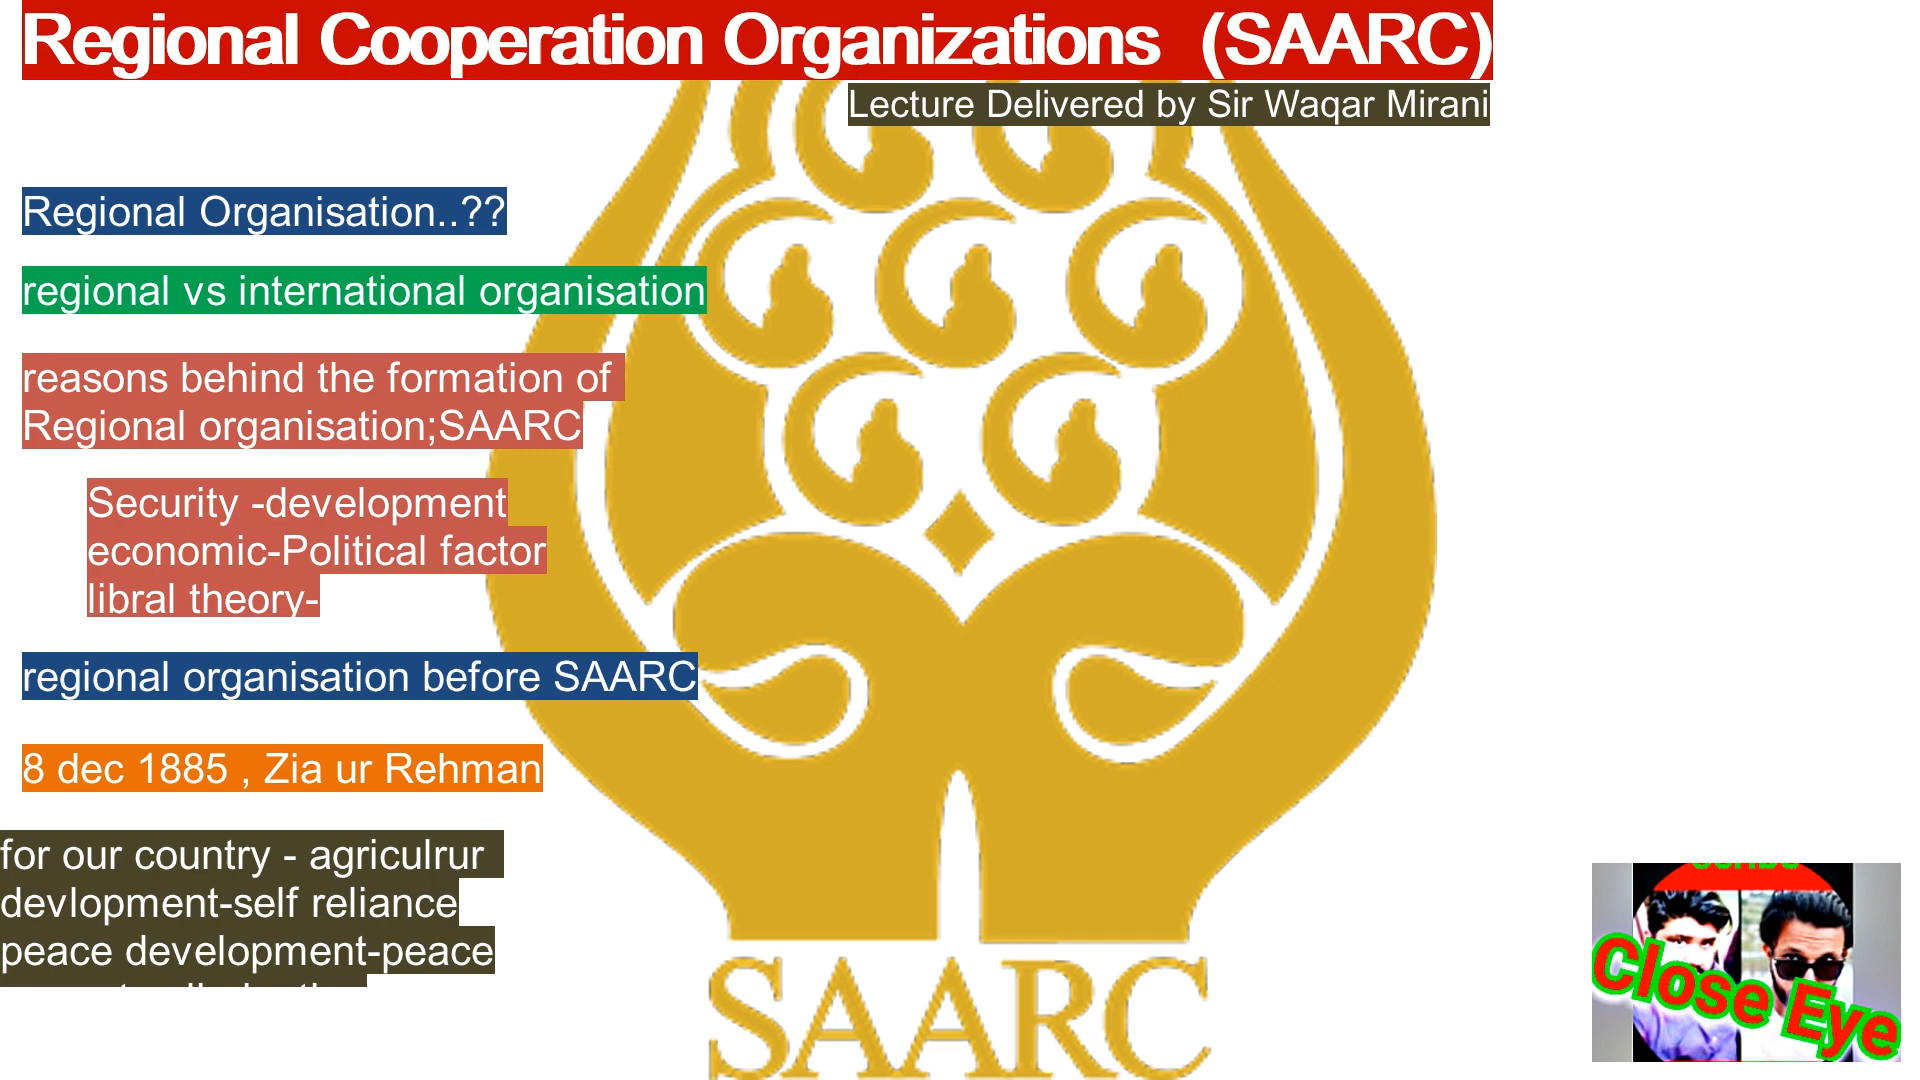 Regional Cooperation Organizations (SAARC)
Lecture Delivered by Sir Waqar Mirani
Regional Organisation..??
regional vs international organisation
reasons behind the formation of
Regional organisation;SAARC
Security -development
economic-Political factor
libral theory-
regional organisation before SAARC
8 dec 1885 , Zia ur Rehman
for our country - agriculrur
devlopment-self reliance
peace development-peace
SAARC
Close Eye